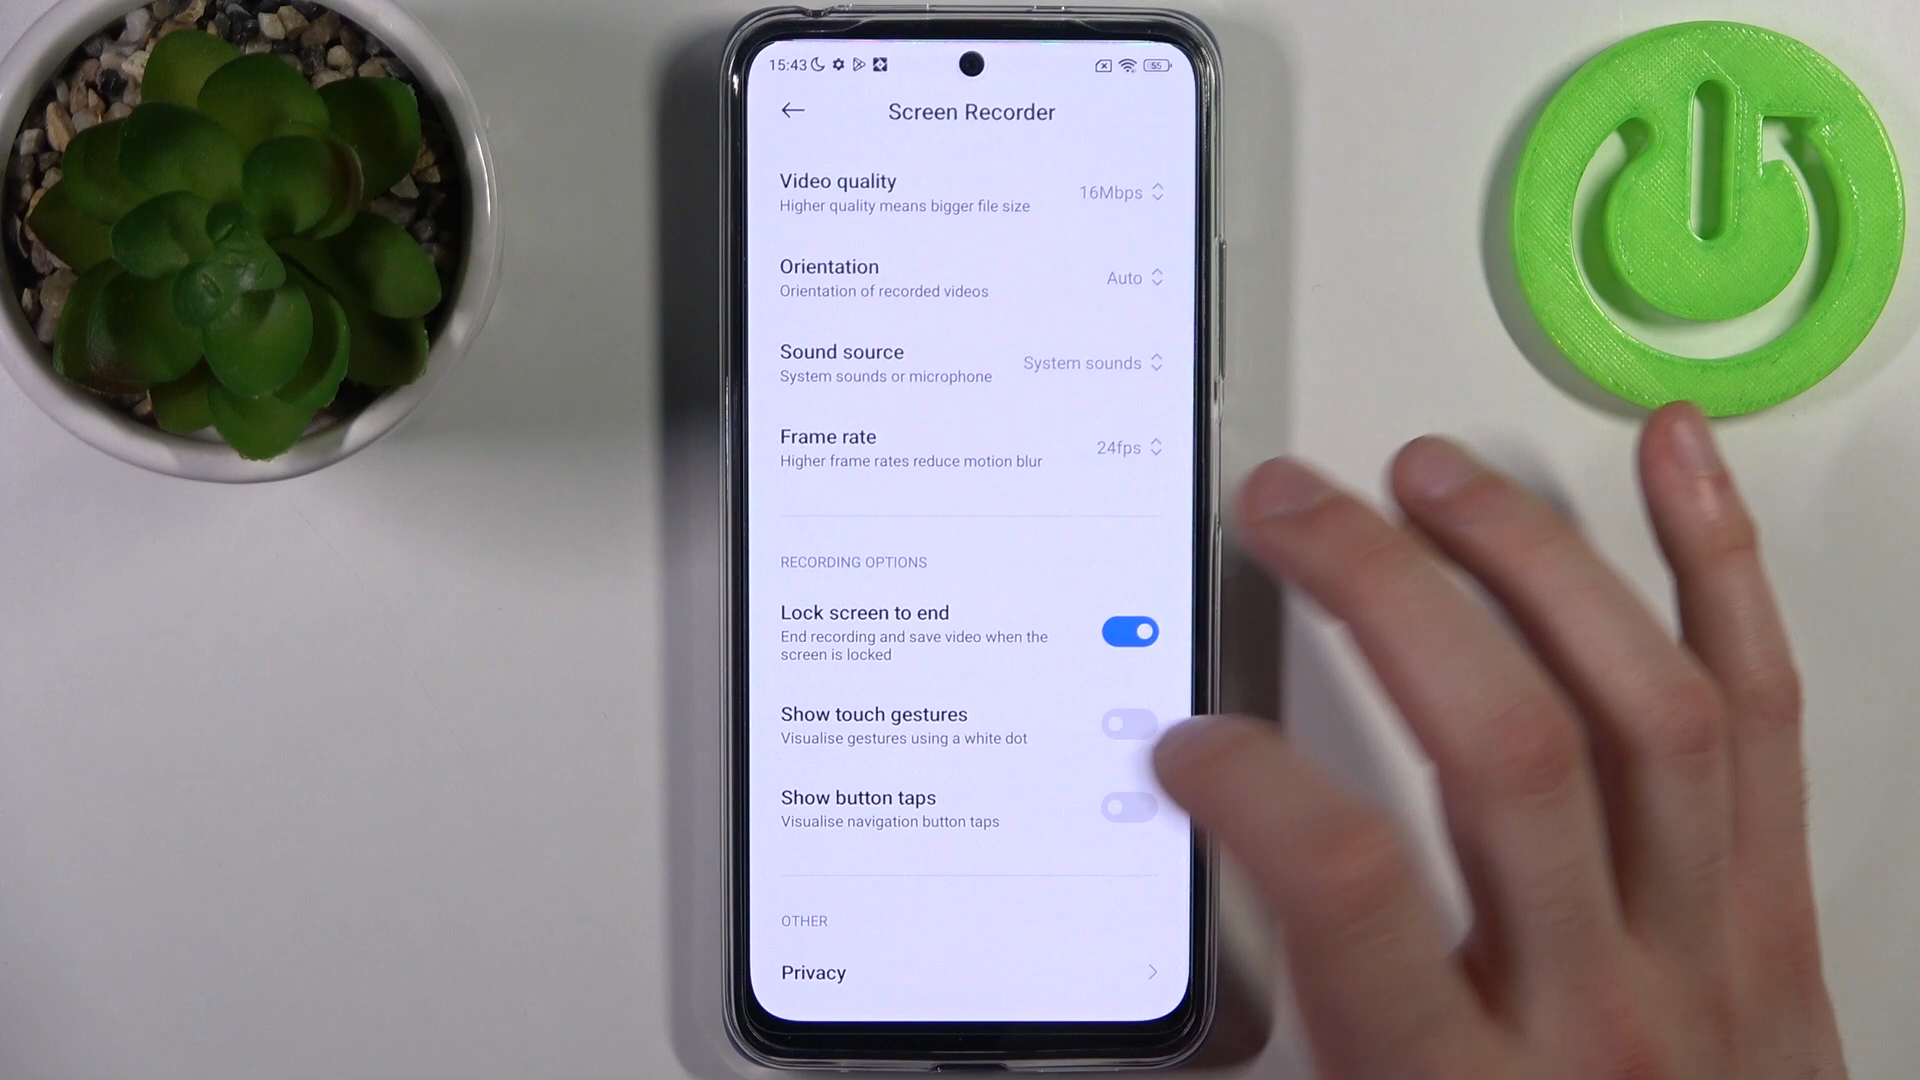 15:43
55
Screen Recorder
Video quality
Higher quality means bigger file size
16Mbps
Orientation
Orientation of recorded videos
Auto
Sound source
System sounds or microphone
System sounds
Frame rate
Higher frame rates reduce motion blur
24fps
RECORDING OPTIONS
Lock screen to end
End recording and save video when the
screen is locked
Show touch gestures
Visualise gestures using a white dot
Show button taps
Visualise navigation button taps
OTHER
Privacy